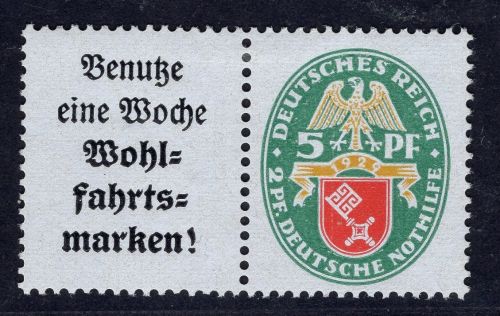 Benutze
eine Woche
Wohl=
fahrts=
marken!
DEUTSCHES REICH
5 PF
1929
2 PF. DEUTSCHE NOTHILFE